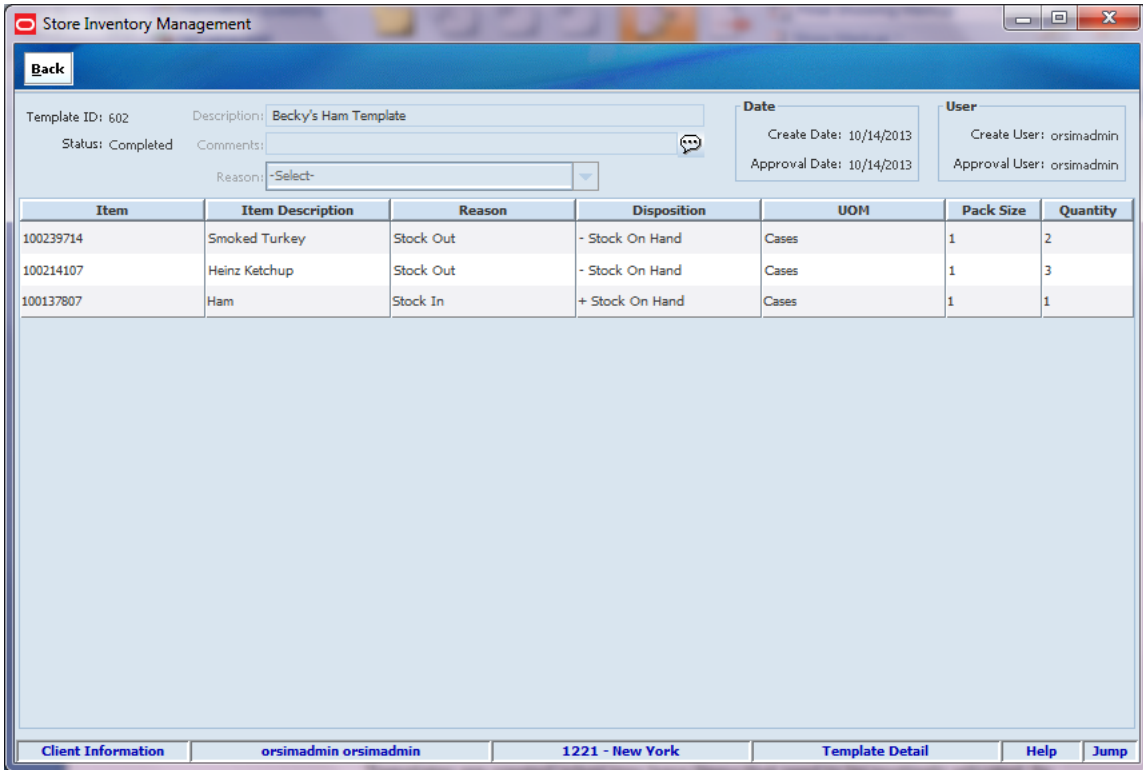 Store Inventory Management
Back
Template ID: 602
Description: Becky's Ham Template
Status: Completed
Comments:
Reason: -Select-
Date
Create Date: 10/14/2013
Approval Date: 10/14/2013
User
Create User: orsimadmin
Approval User: orsimadmin
Item Item Description Reason Disposition UOM Pack Size Quantity
100239714 Smoked Turkey Stock Out - Stock On Hand Cases 1 2
100214107 Heinz Ketchup Stock Out - Stock On Hand Cases 1 3
100137807 Ham Stock In + Stock On Hand Cases 1 1
Client Information orsimadmin orsimadmin 1221 - New York Template Detail Help Jump